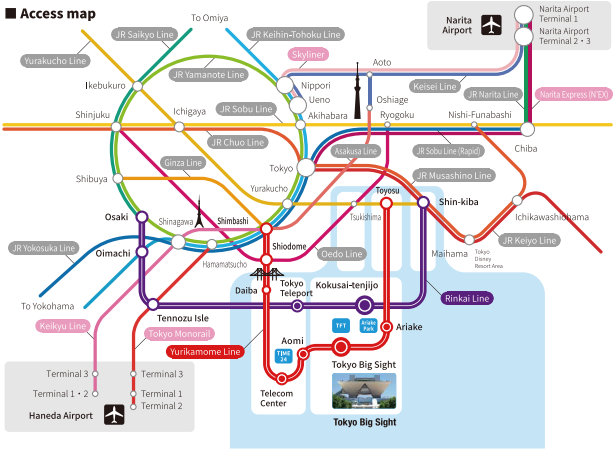 Access map
To Omiya
JR Saikyo Line
JR Keihin-Tohoku Line
Narita
Airport
Narita Airport
Terminal 1
Narita Airport
Terminal 2・3
Yurakucho Line
JR Yamanote Line
Skyliner
Aoto
Ikebukuro
Nippori
Keisei Line
JR Narita Line
Narita Express (N'EX)
Ueno
Oshiage
Shinjuku
Ichigaya
JR Sobu Line
Akihabara
Ryogoku
Nishi-Funabashi
JR Chuo Line
Asakusa Line
JR Sobu Line (Rapid)
Chiba
Ginza Line
Tokyo
JR Musashino Line
Shibuya
Yurakucho
Toyosu
Shin-kiba
Osaki
Shinagawa
Shimbashi
Tsukishima
Ichikawashiohama
JR Yokosuka Line
Oimachi
Hamamatsucho
Shiodome
Oedo Line
Maihama
Tokyo
Disney
Resort Area
JR Keiyo Line
To Yokohama
Daiba
Tokyo
Teleport
Kokusai-tenjijo
Rinkai Line
Tennozu Isle
Keikyu Line
Tokyo Monorail
TFT
Ariake
Park
Ariake
Yurikamome Line
Aomi
TIME
24
Tokyo Big Sight
Terminal 3
Terminal 3
Terminal 1・2
Terminal 1
Terminal 2
Telecom
Center
Haneda Airport
Tokyo Big Sight